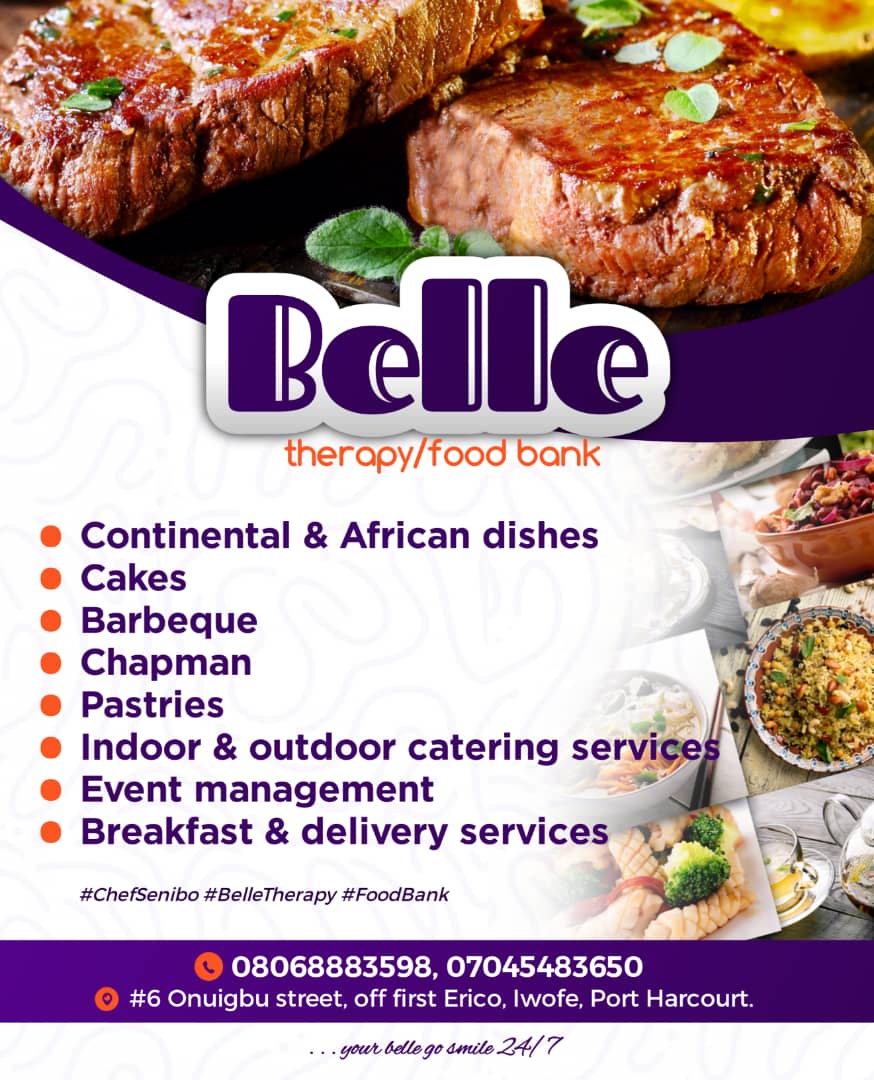 Belle
therapy/food bank
Continental & African dishes
Cakes
Barbeque
Chapman
Pastries
Indoor & outdoor catering services
Event management
Breakfast & delivery services
#ChefSenibo #BelleTherapy #FoodBank
08068883598, 07045483650
#6 Onuigbu street, off first Erico, Iwofe, Port Harcourt.
...your belle go smile 24/7